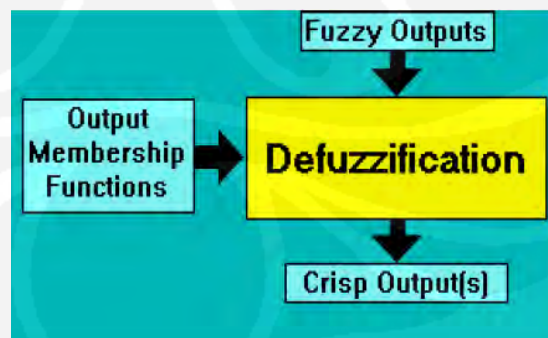 Fuzzy Outputs
Output
Membership
Functions
Defuzzification
Crisp Output(s)